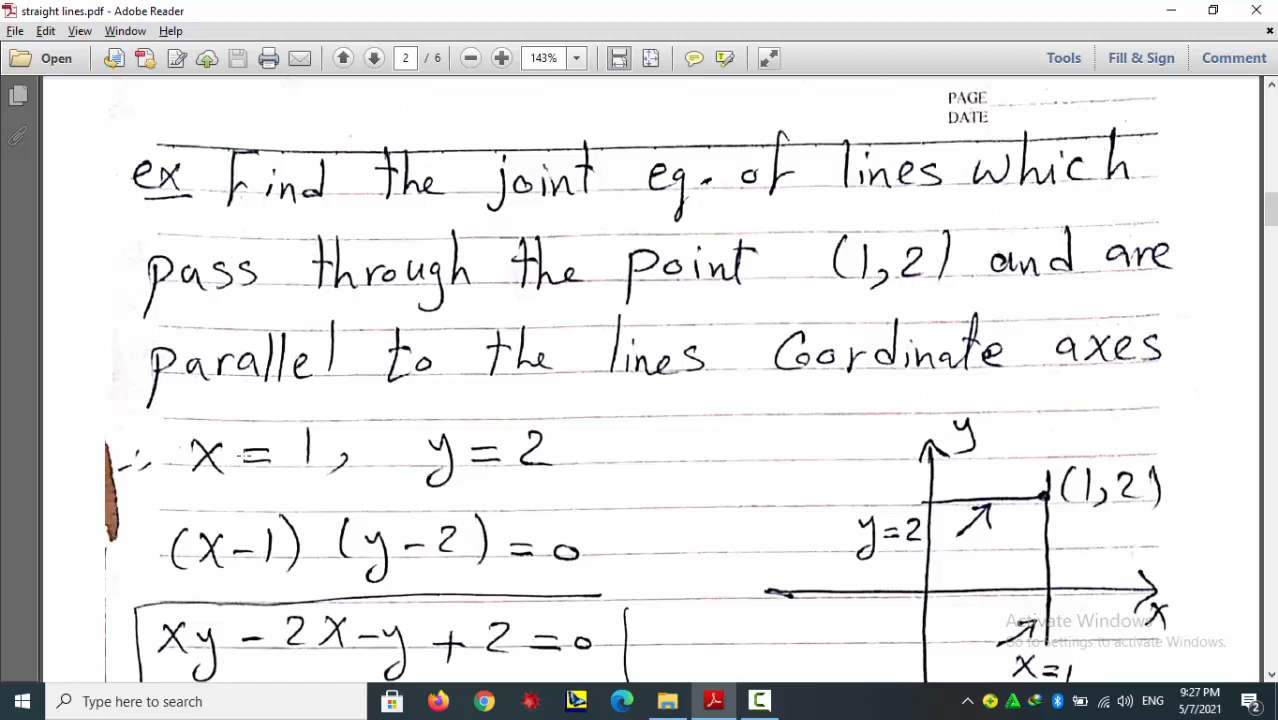 straight lines.pdf - Adobe Reader
File Edit View Window Help
Open 2 / 6 143% Tools Fill & Sign Comment
PAGE
DATE
ex Find the joint eq. of lines which
pass through the point (1,2) and are
parallel to the lines Coordinate axes
∴ x = 1, y = 2
(x-1) (y-2) = 0
xy - 2x - y + 2 = 0
y
(1,2)
y=2
x
x=1
Activate Windows
Go to Settings to activate Windows.
Type here to search
ENG
9:27 PM
5/7/2021
2